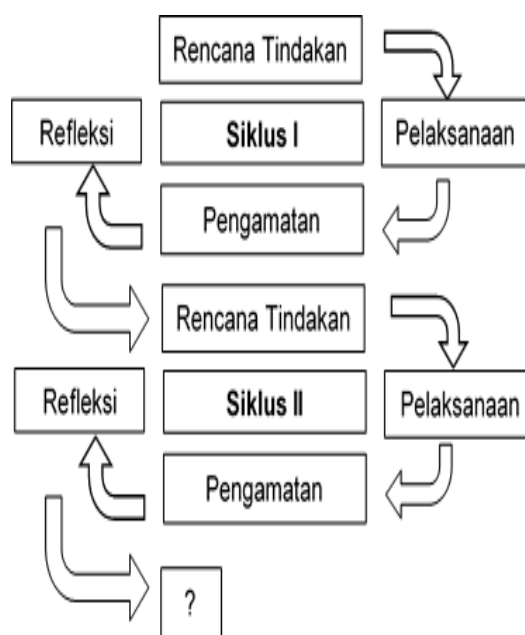 Rencana Tindakan
Refleksi
Siklus I
Pelaksanaan
Pengamatan
Rencana Tindakan
Refleksi
Siklus II
Pelaksanaan
Pengamatan
?